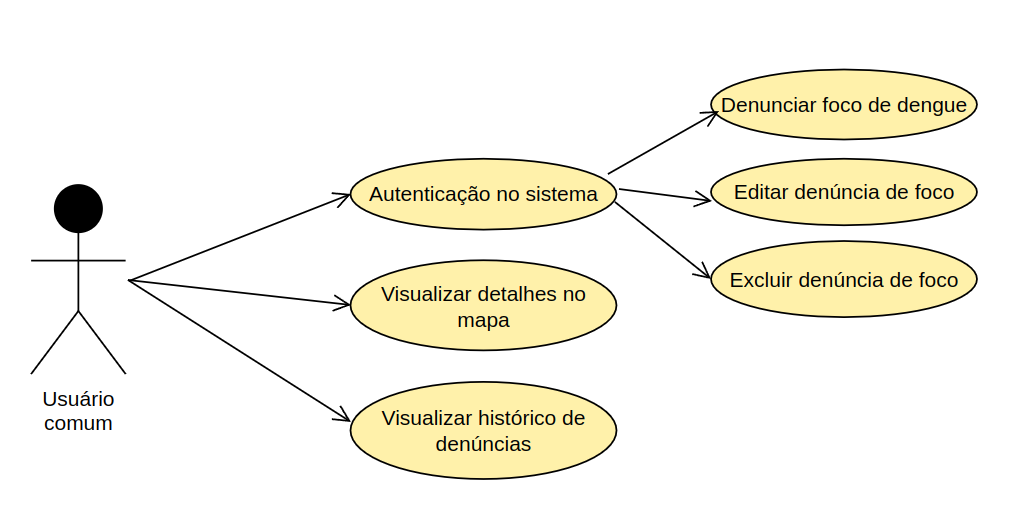 Denunciar foco de dengue
Autenticação no sistema
Editar denúncia de foco
Excluir denúncia de foco
Visualizar detalhes no
mapa
Usuário
comum
Visualizar histórico de
denúncias